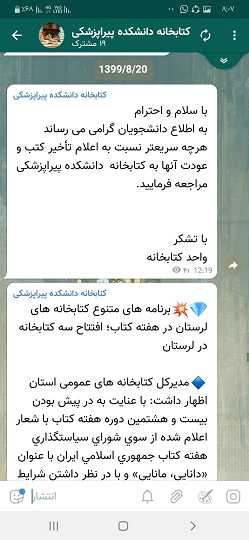 ۸:۰۷
٪۶۸
کتابخانه دانشکده پیراپزشکی
۱۹ مشترک
1399/8/20
کتابخانه دانشکده پیراپزشکی
با سلام و احترام
به اطلاع دانشجویان گرامی می رساند
هرچه سریعتر نسبت به اعلام تأخیر کتب و
عودت آنها به کتابخانه دانشکده پیراپزشکی
مراجعه فرمایید.
با تشکر
واحد کتابخانه
۴۱ 12:19
کتابخانه دانشکده پیراپزشکی
برنامه های متنوع کتابخانه های
لرستان در هفته کتاب؛ افتتاح سه کتابخانه
در لرستان
مدیرکل کتابخانه های عمومی استان
اظهار داشت: با عنایت به در پیش بودن
بیست و هشتمین دوره هفته کتاب با شعار
اعلام شده از سوي شوراي سیاستگذاري
هفته کتاب جمهوري اسلامي ایران با عنوان
«دانایی، مانایی» و با در نظر داشتن شرایط
انتشار